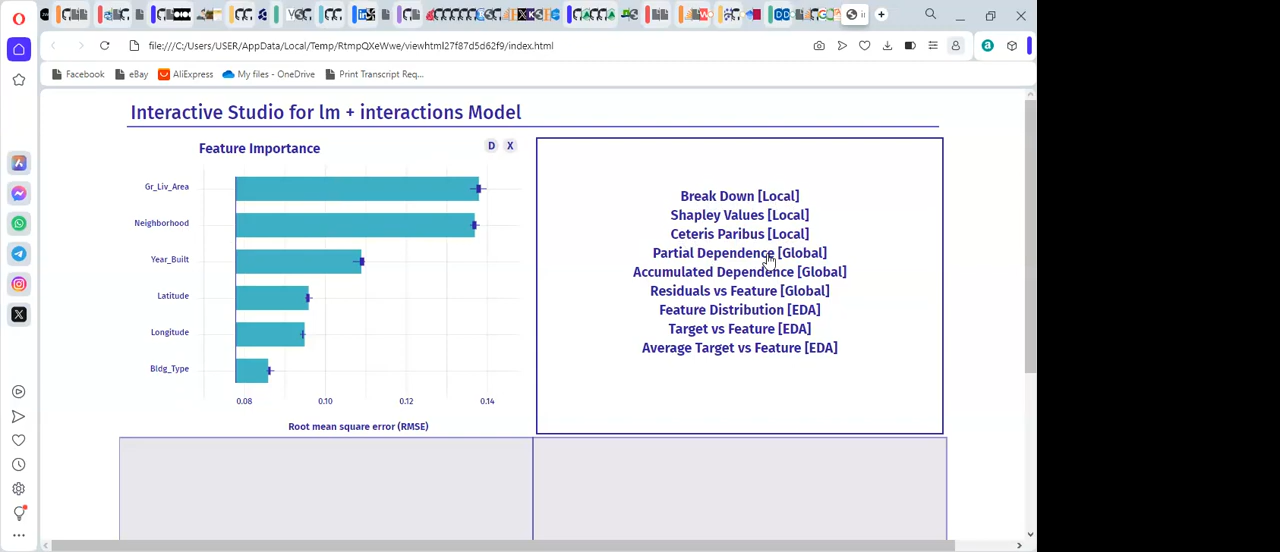 file:///C:/Users/USER/AppData/Local/Temp/RtmpQXeWwe/viewhtml27f87d5d62f9/index.html
Facebook
eBay
AliExpress
My files - OneDrive
Print Transcript Req...
Interactive Studio for lm + interactions Model
Feature Importance
D X
Gr_Liv_Area
Neighborhood
Year_Built
Latitude
Longitude
Bldg_Type
0.08 0.10 0.12 0.14
Root mean square error (RMSE)
Break Down [Local]
Shapley Values [Local]
Ceteris Paribus [Local]
Partial Dependence [Global]
Accumulated Dependence [Global]
Residuals vs Feature [Global]
Feature Distribution [EDA]
Target vs Feature [EDA]
Average Target vs Feature [EDA]